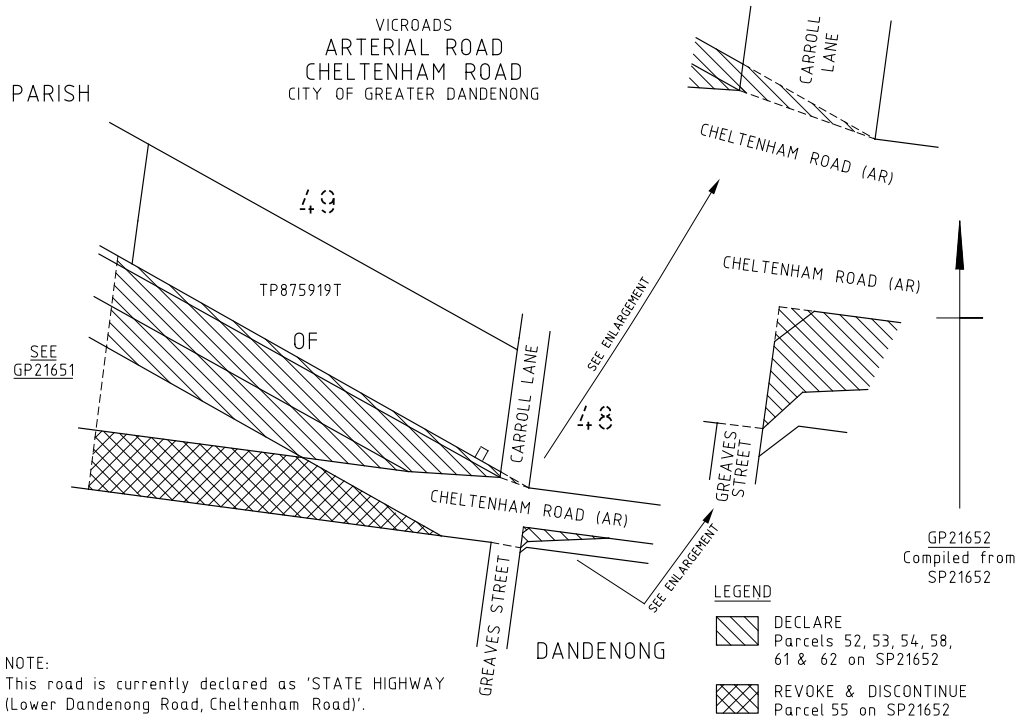 VICROADS
ARTERIAL ROAD
CHELTENHAM ROAD
CITY OF GREATER DANDENONG
PARISH
CARROLL
LANE
CHELTENHAM ROAD (AR)
49
TP875919T
OF
SEE
GP21651
SEE ENLARGEMENT
CHELTENHAM ROAD (AR)
CARROLL LANE
48
GREAVES
STREET
CHELTENHAM ROAD (AR)
SEE ENLARGEMENT
GREAVES STREET
DANDENONG
GP21652
Compiled from
SP21652
LEGEND
DECLARE
Parcels 52, 53, 54, 58,
61 & 62 on SP21652
REVOKE & DISCONTINUE
Parcel 55 on SP21652
NOTE:
This road is currently declared as 'STATE HIGHWAY
(Lower Dandenong Road, Cheltenham Road)'.